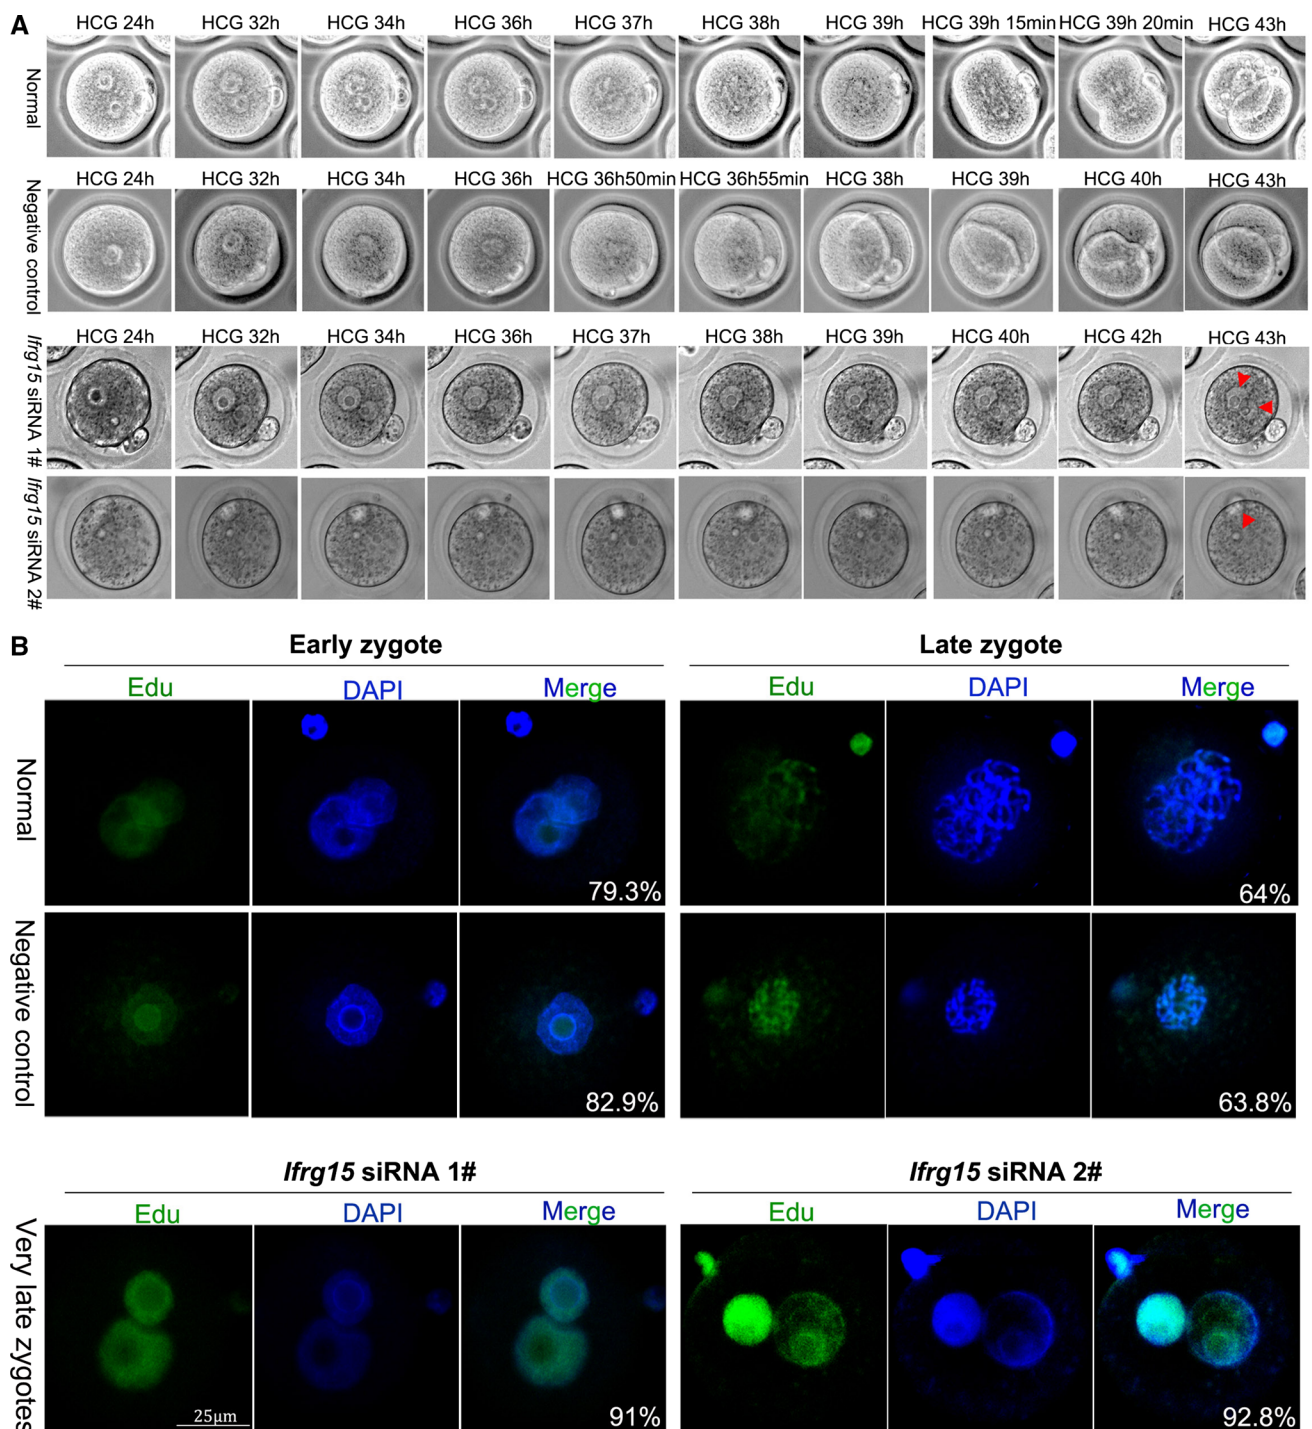 A
HCG 24h HCG 32h HCG 34h HCG 36h HCG 37h HCG 38h HCG 39h HCG 39h 15min HCG 39h 20min HCG 43h
Normal
HCG 24h HCG 32h HCG 34h HCG 36h HCG 36h50min HCG 36h55min HCG 38h HCG 39h HCG 40h HCG 43h
Negative control
HCG 24h HCG 32h HCG 34h HCG 36h HCG 37h HCG 38h HCG 39h HCG 40h HCG 42h HCG 43h
Ifrg15 siRNA 1#
Ifrg15 siRNA 2#
B
Early zygote Late zygote
Edu DAPI Merge Edu DAPI Merge
Normal
79.3% 64%
Negative control
82.9% 63.8%
Ifrg15 siRNA 1# Ifrg15 siRNA 2#
Edu DAPI Merge Edu DAPI Merge
Very late zygotes
25μm
91% 92.8%